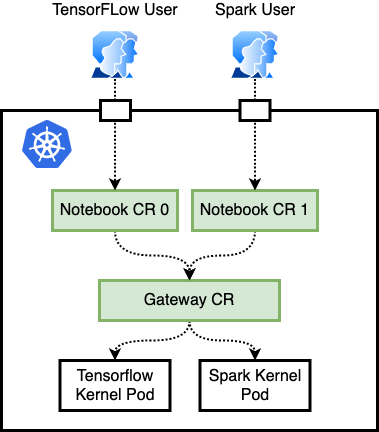 TensorFLow User
Spark User
Notebook CR 0
Notebook CR 1
Gateway CR
Tensorflow
Kernel Pod
Spark Kernel
Pod